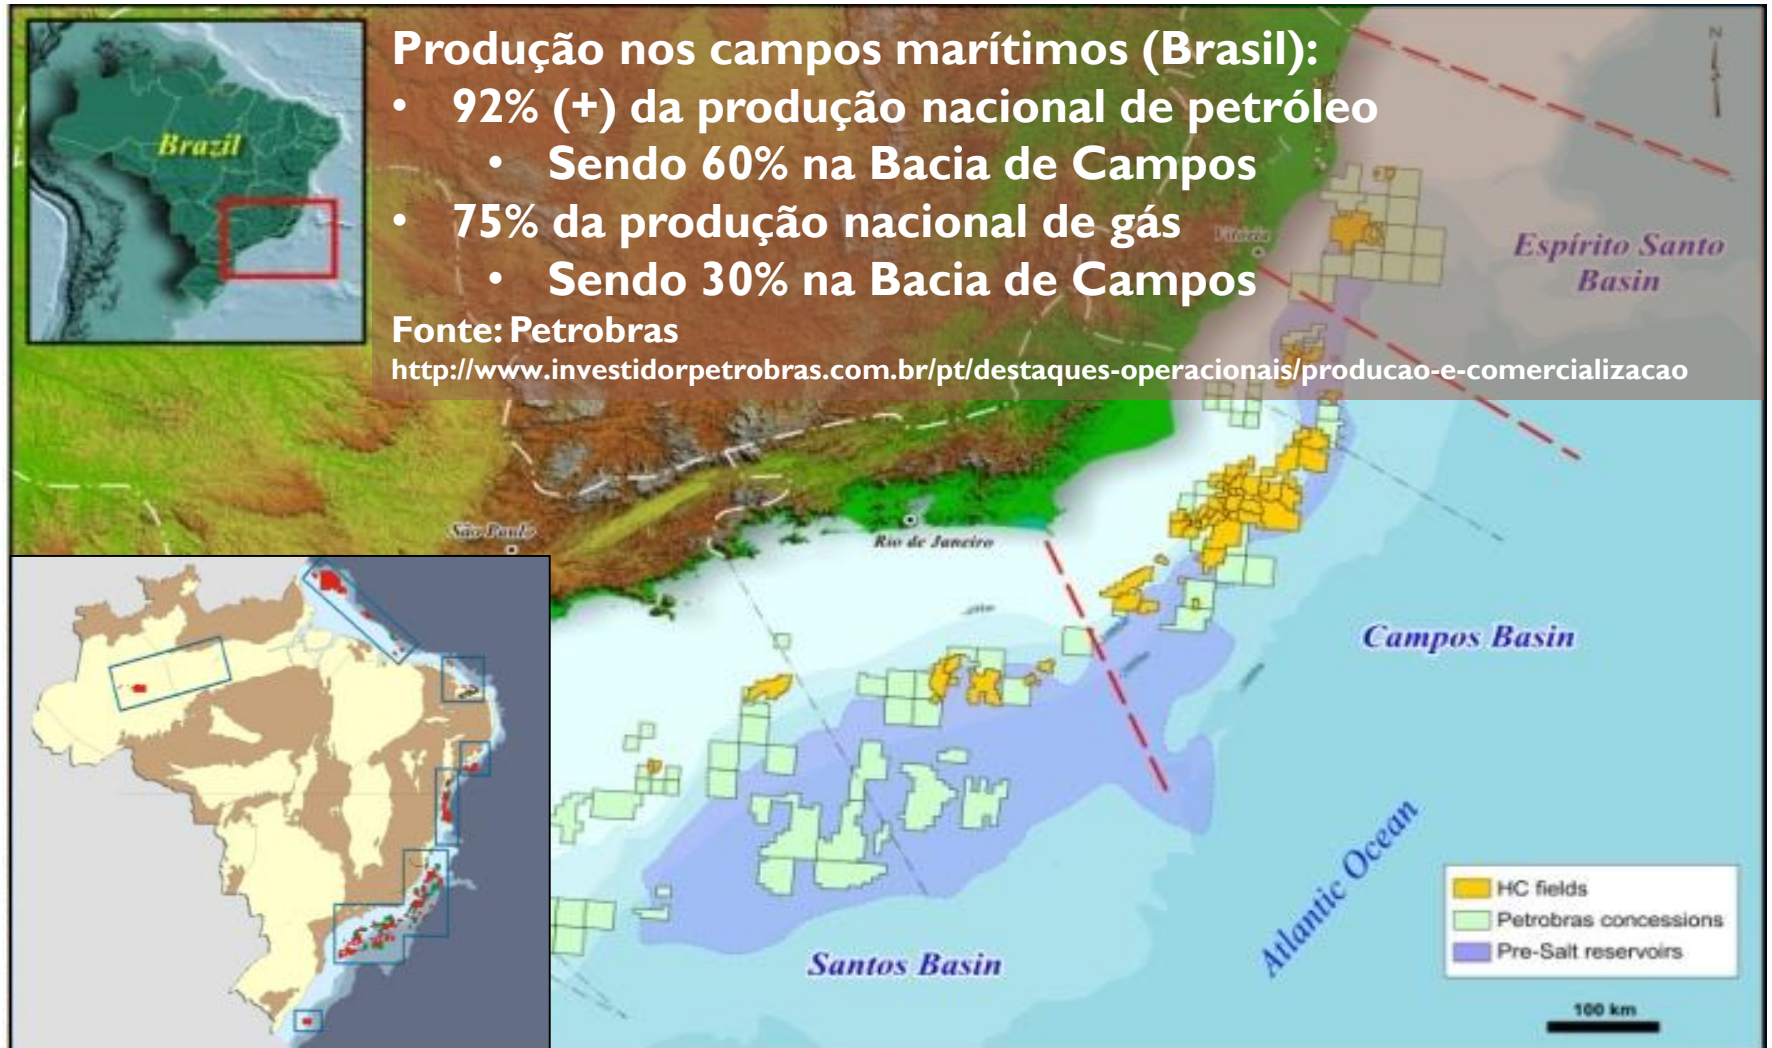 Produção nos campos marítimos (Brasil):
• 92% (+) da produção nacional de petróleo
• Sendo 60% na Bacia de Campos
• 75% da produção nacional de gás
• Sendo 30% na Bacia de Campos
Fonte: Petrobras
http://www.investidorpetrobras.com.br/pt/destaques-operacionais/producao-e-comercializacao
Brazil
N
Vitória
Espírito Santo
Basin
São Paulo
Rio de Janeiro
Campos Basin
Santos Basin
Atlantic Ocean
HC fields
Petrobras concessions
Pre-Salt reservoirs
100 km